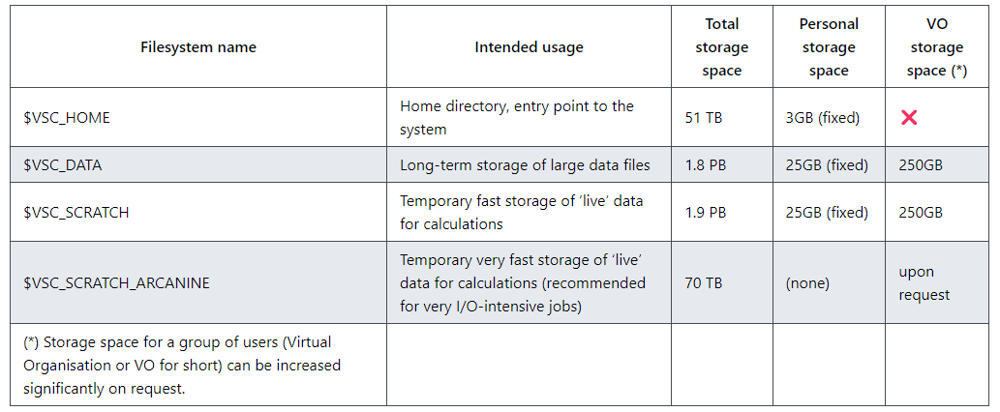 Filesystem name
Intended usage
Total
storage
space
Personal
storage
space
VO
storage
space (*)
$VSC_HOME
Home directory, entry point to the
system
51 TB
3GB (fixed)
❌
$VSC_DATA
Long-term storage of large data files
1.8 PB
25GB (fixed)
250GB
$VSC_SCRATCH
Temporary fast storage of ‘live’ data
for calculations
1.9 PB
25GB (fixed)
250GB
$VSC_SCRATCH_ARCANINE
Temporary very fast storage of ‘live’
data for calculations (recommended
for very I/O-intensive jobs)
70 TB
(none)
upon
request
(*) Storage space for a group of users (Virtual
Organisation or VO for short) can be increased
significantly on request.